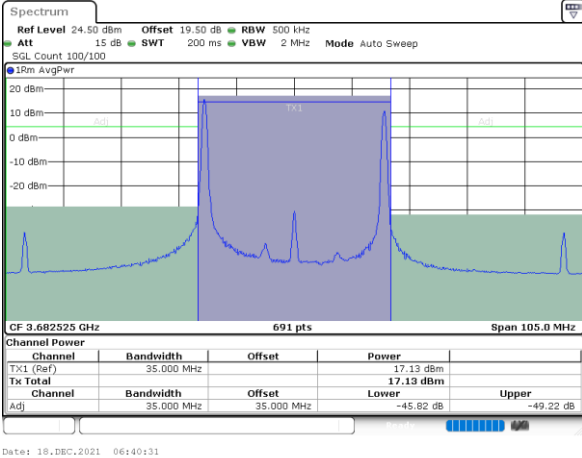 Spectrum
Ref Level 24.50 dBm Offset 19.50 dB RBW 500 kHz
Att 15 dB SWT 200 ms VBW 2 MHz Mode Auto Sweep
SGL Count 100/100
1Rm AvgPwr
20 dBm
TX1
10 dBm
Adj Adj
0 dBm
-10 dBm
-20 dBm
CF 3.682525 GHz 691 pts Span 105.0 MHz
Channel Power
Channel Bandwidth Offset Power
TX1 (Ref) 35.000 MHz 17.13 dBm
Tx Total 17.13 dBm
Channel Bandwidth Offset Lower Upper
Adj 35.000 MHz 35.000 MHz -45.82 dB -49.22 dB
Ready
Date: 18.DEC.2021 06:40:31